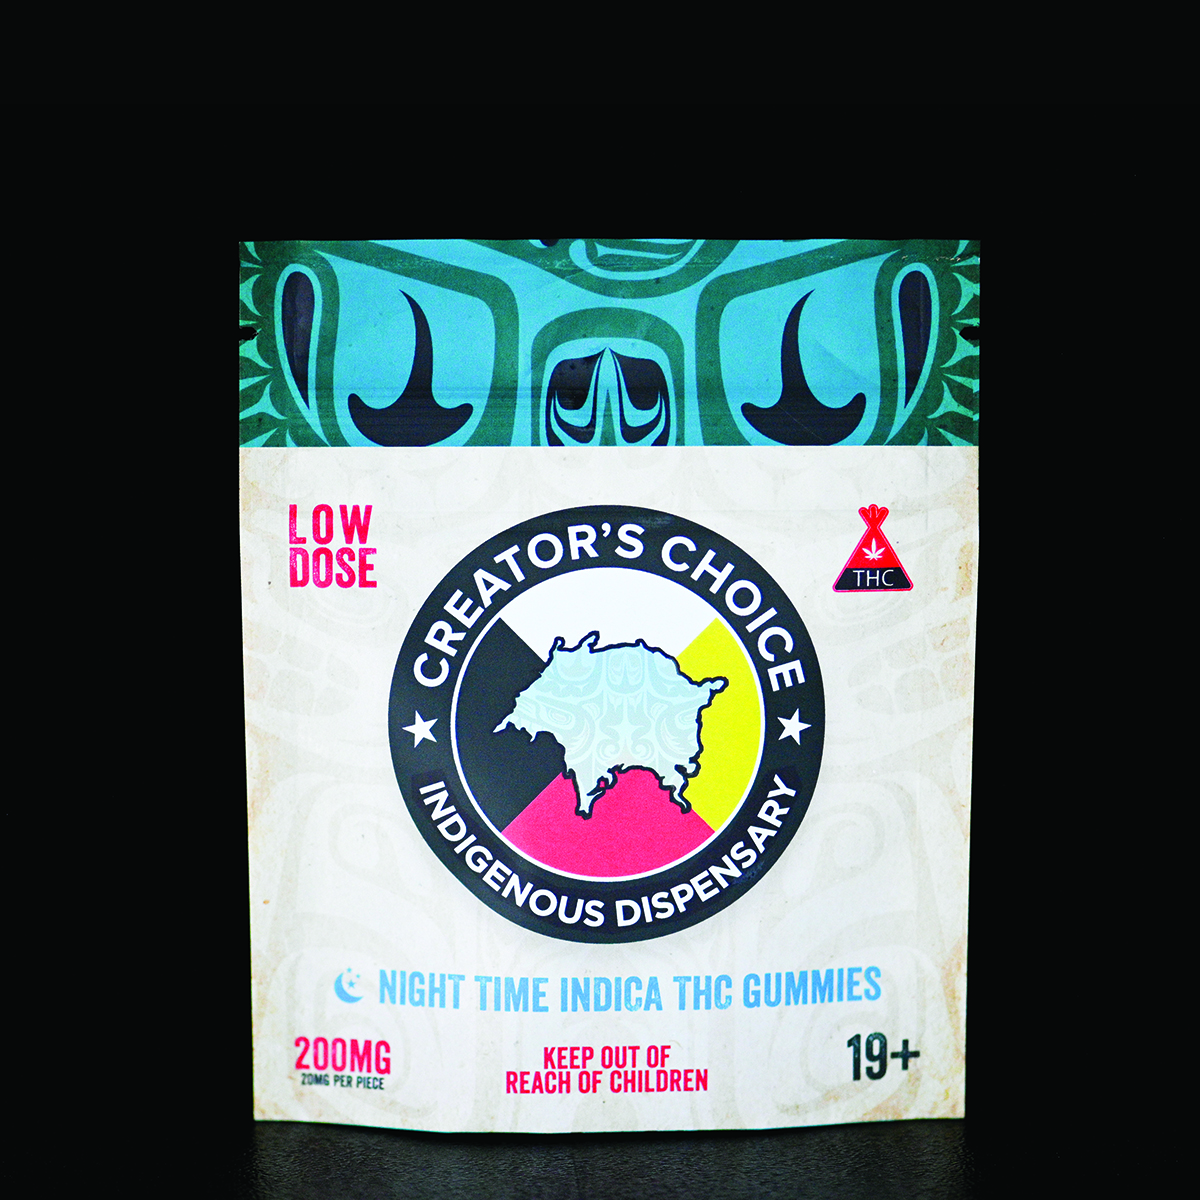 LOW
DOSE
THC
CREATOR'S CHOICE
INDIGENOUS DISPENSARY
NIGHT TIME INDICA THC GUMMIES
200MG
20MG PER PIECE
KEEP OUT OF
REACH OF CHILDREN
19+